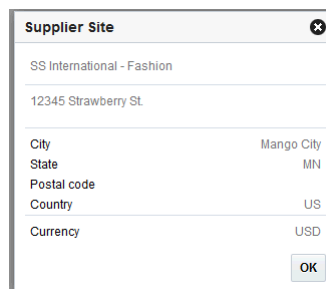 Supplier Site
SS International - Fashion
12345 Strawberry St.
City Mango City
State MN
Postal code
Country US
Currency USD
OK